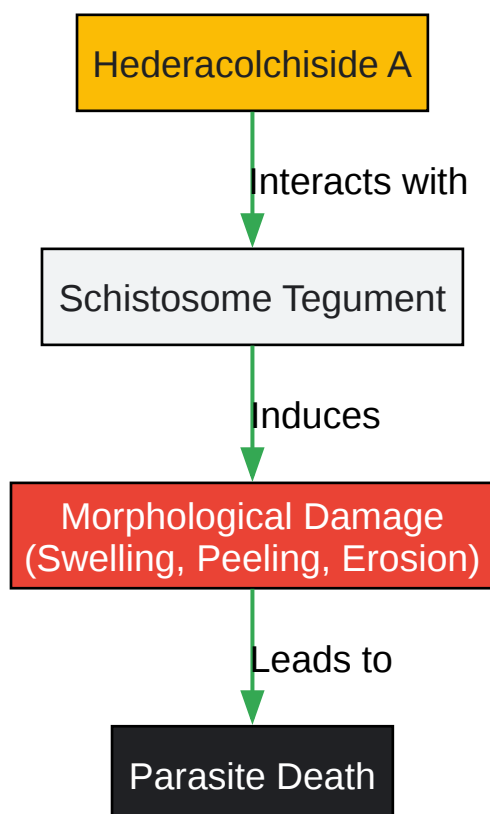 Hederacolchiside A
Interacts with
Schistosome Tegument
Induces
Morphological Damage
(Swelling, Peeling, Erosion)
Leads to
Parasite Death